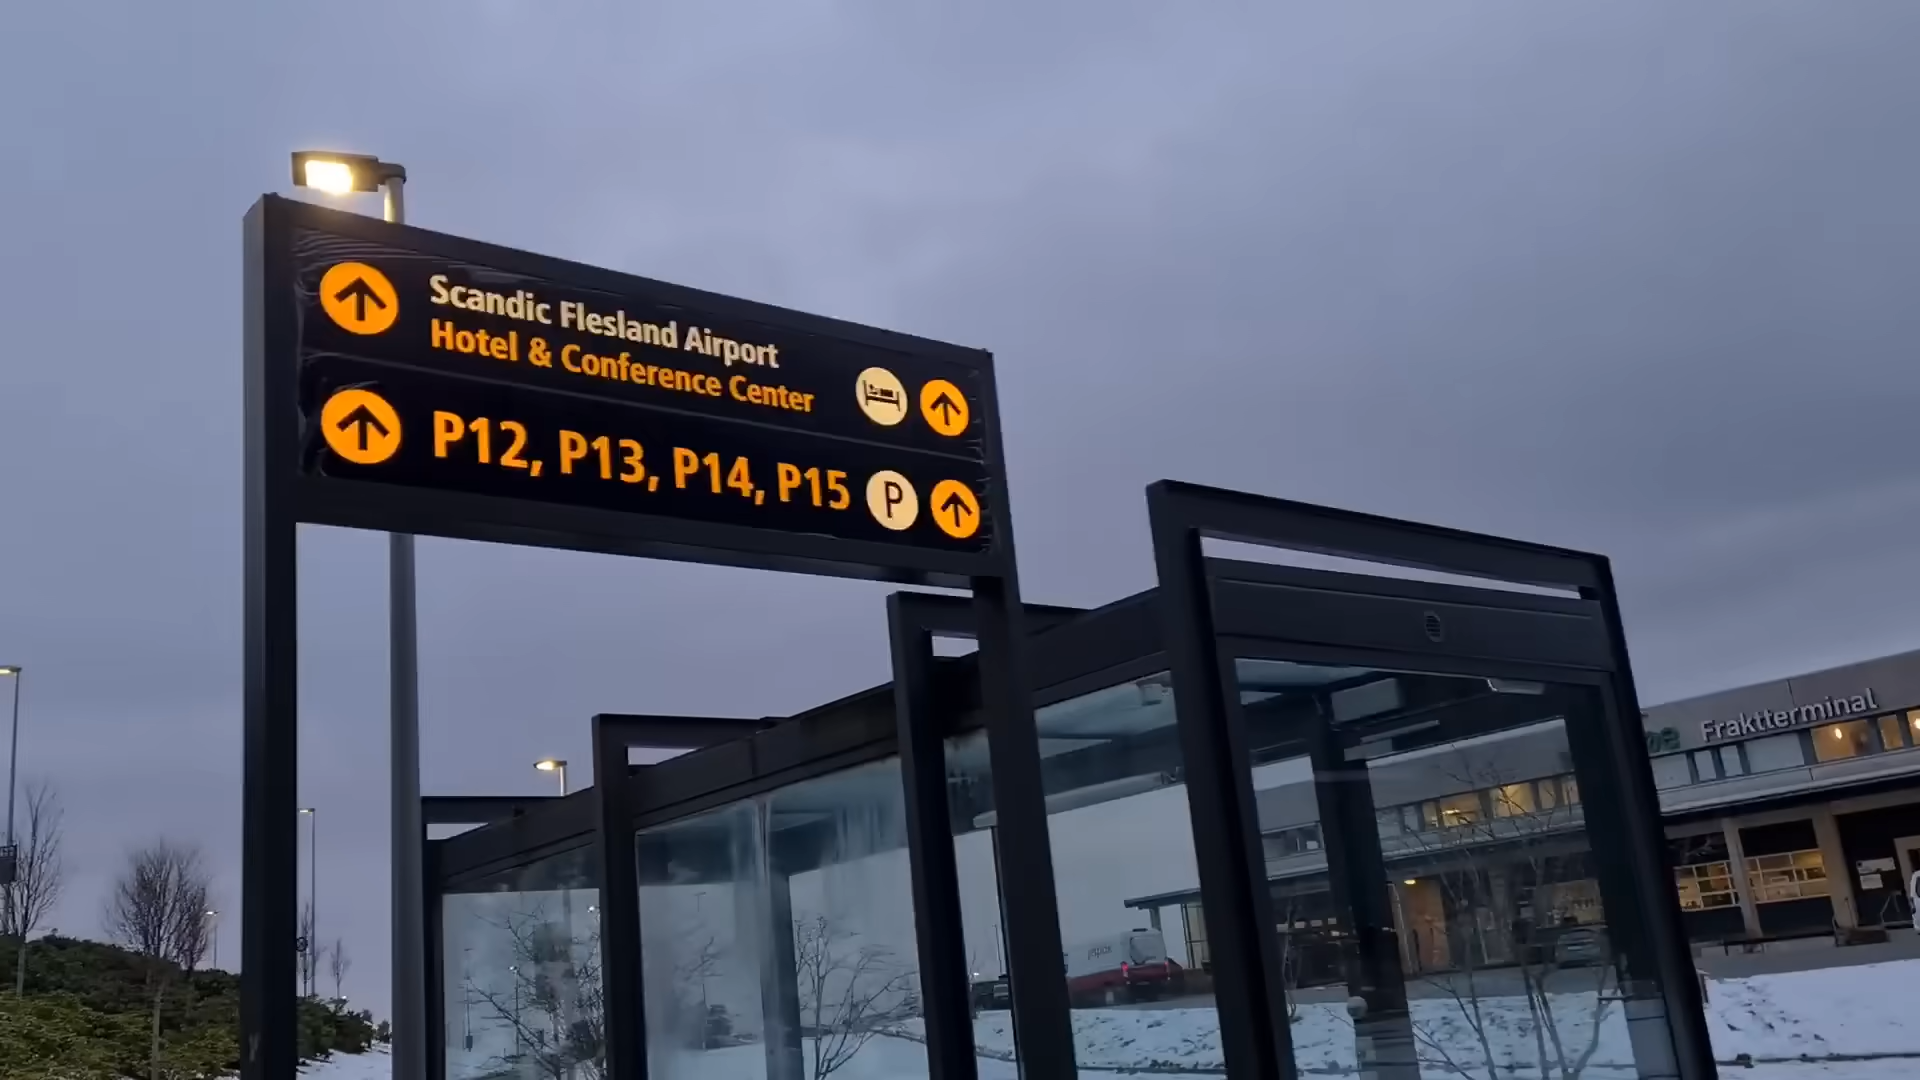 Scandic Flesland Airport
Hotel & Conference Center
P12, P13, P14, P15 P
Fraktterminal